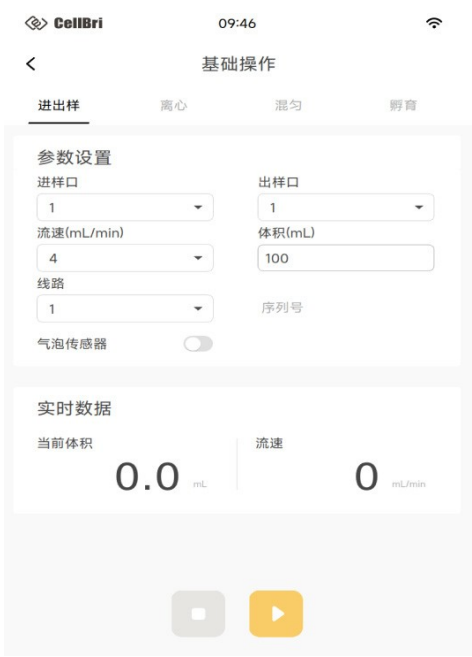 CellBri 09:46
基础操作
进出样 离心 混匀 孵育
参数设置
进样口 出样口
1 1
流速(mL/min) 体积(mL)
4 100
线路
1 序列号
气泡传感器
实时数据
当前体积 流速
0.0 mL 0 mL/min